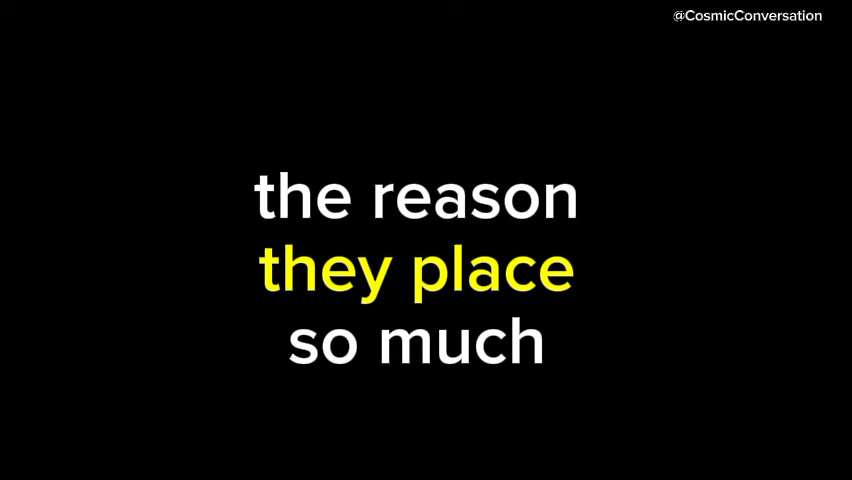 @CosmicConversation
the reason
they place
so much